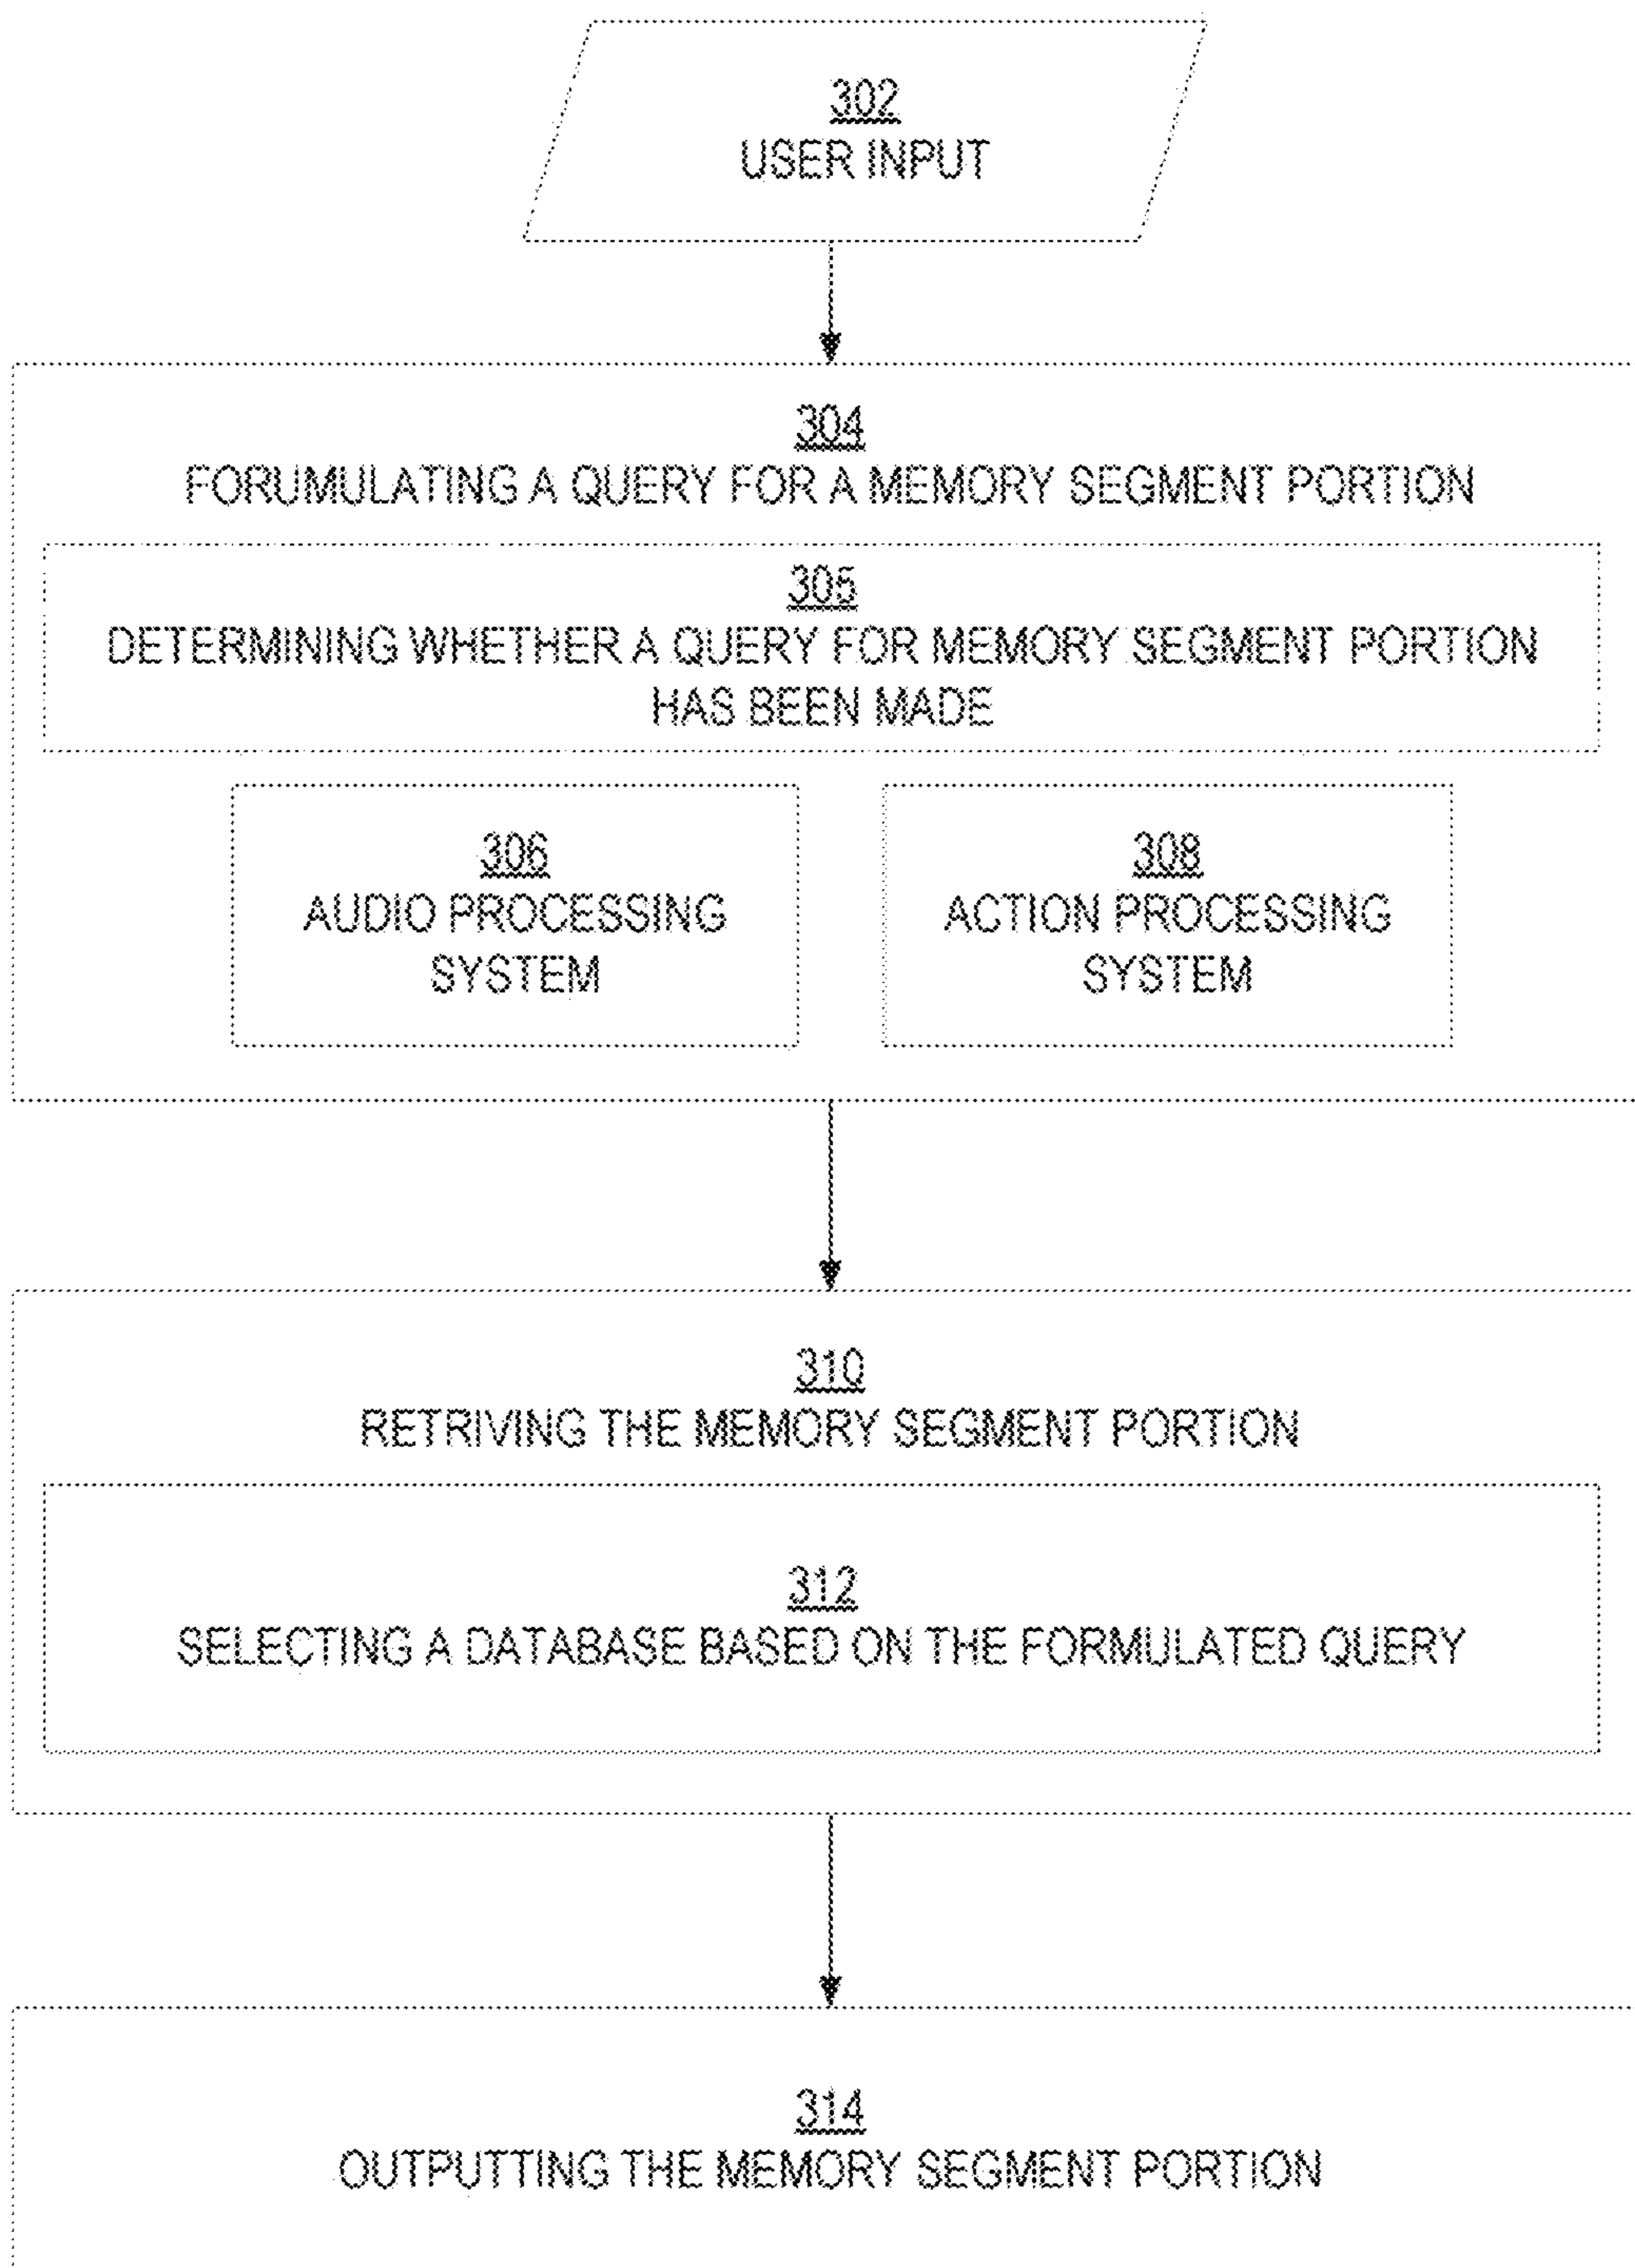 302
USER INPUT
304
FORUMULATING A QUERY FOR A MEMORY SEGMENT PORTION
305
DETERMINING WHETHER A QUERY FOR MEMORY SEGMENT PORTION
HAS BEEN MADE
306
AUDIO PROCESSING
SYSTEM
308
ACTION PROCESSING
SYSTEM
310
RETRIVING THE MEMORY SEGMENT PORTION
312
SELECTING A DATABASE BASED ON THE FORMULATED QUERY
314
OUTPUTTING THE MEMORY SEGMENT PORTION